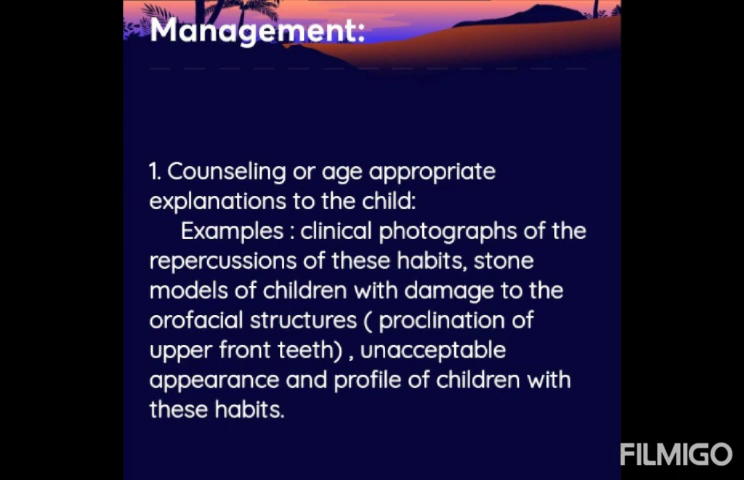 Management:
1. Counseling or age appropriate
explanations to the child:
Examples : clinical photographs of the
repercussions of these habits, stone
models of children with damage to the
orofacial structures ( proclination of
upper front teeth) , unacceptable
appearance and profile of children with
these habits.
FILMIGO